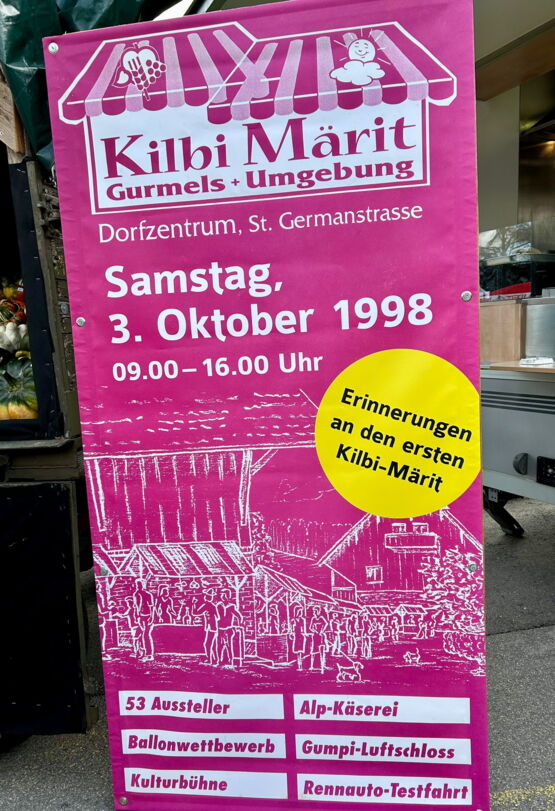 Kilbi Märit
Gurmels + Umgebung
Dorfzentrum, St. Germanstrasse
Samstag,
3. Oktober 1998
09.00 – 16.00 Uhr
Erinnerungen
an den ersten
Kilbi-Märit
53 Aussteller
Alp-Käserei
Ballonwettbewerb
Gumpi-Luftschloss
Kulturbühne
Rennauto-Testfahrt